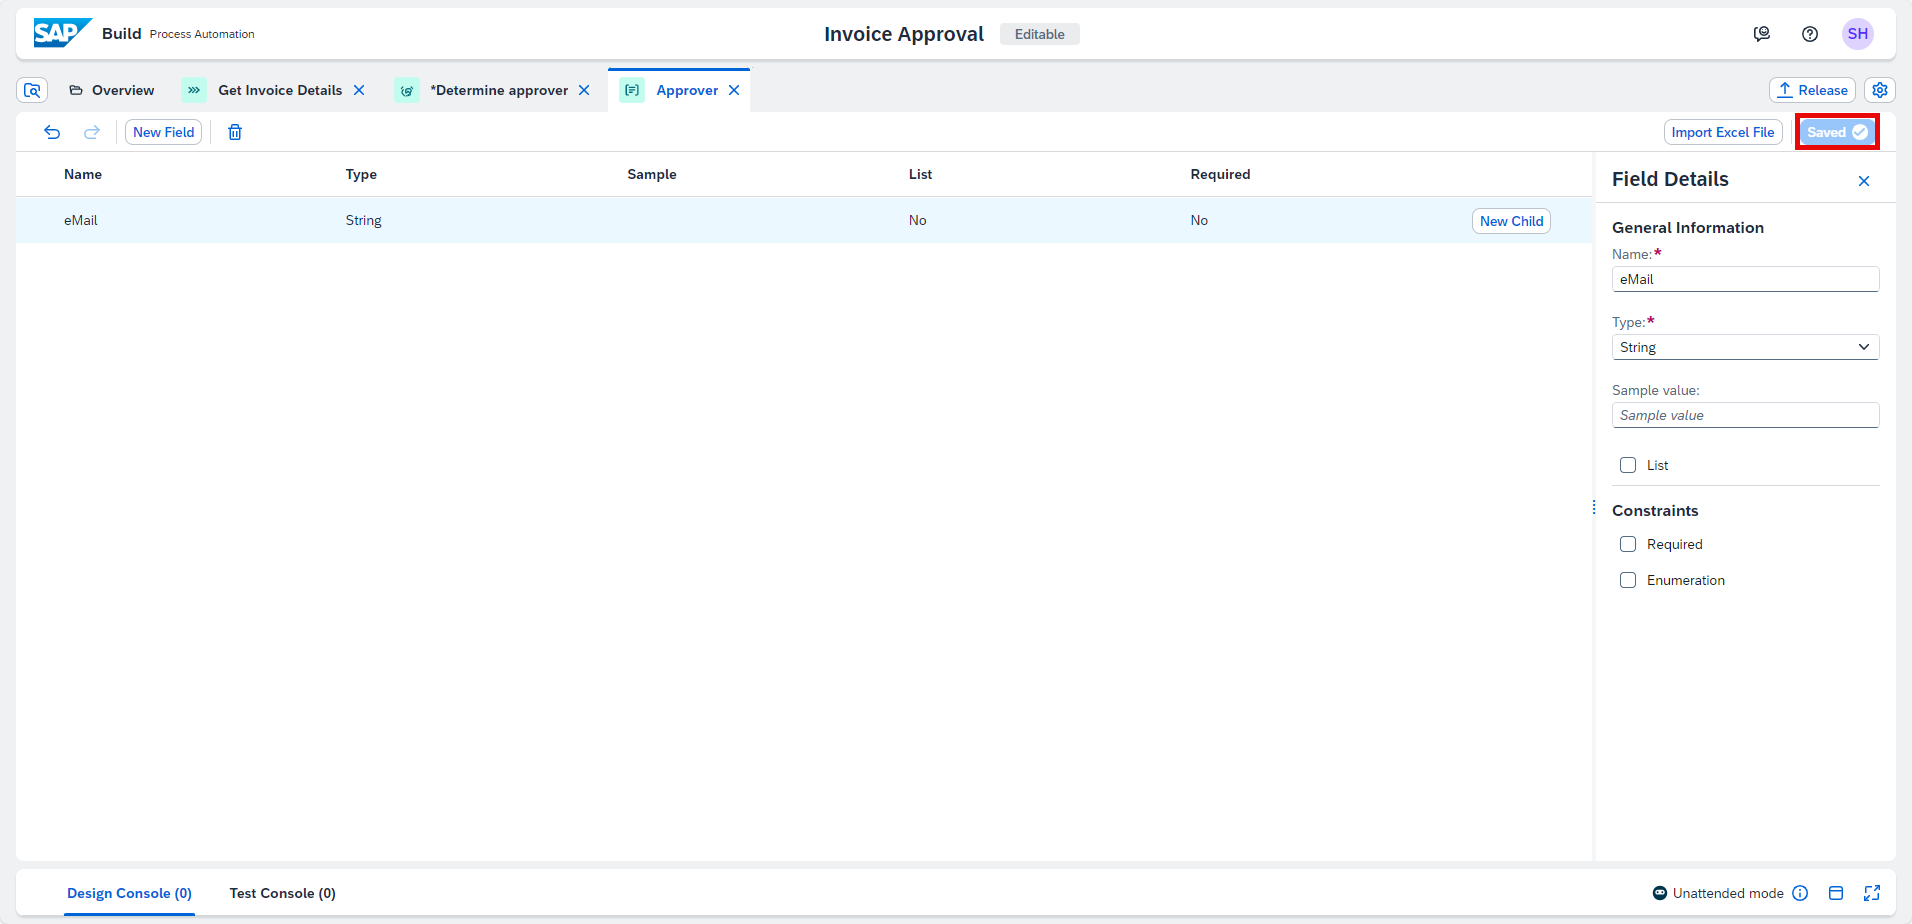 SAP Build Process Automation
Invoice Approval Editable
SH
Overview
Get Invoice Details
*Determine approver
Approver
Release
New Field
Import Excel File
Saved
Name Type Sample List Required
eMail String No No New Child
Field Details
General Information
Name:*
eMail
Type:*
String
Sample value:
Sample value
List
Constraints
Required
Enumeration
Design Console (0) Test Console (0)
Unattended mode